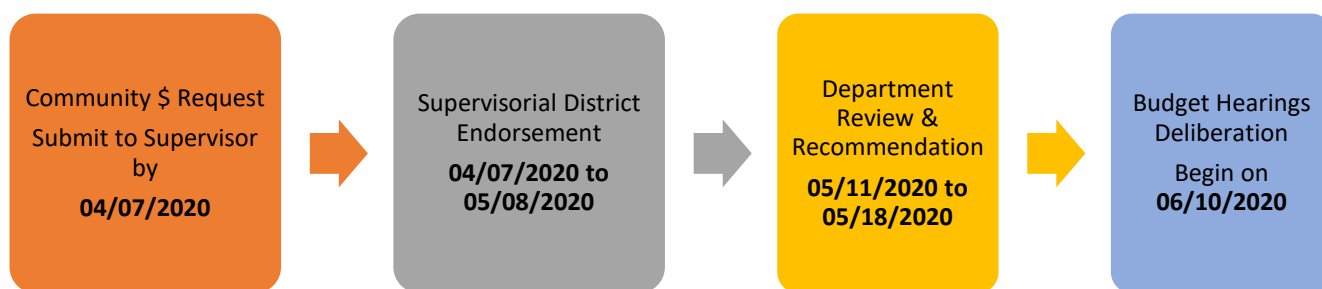 Community $ Request
Submit to Supervisor
by
04/07/2020
Supervisorial District
Endorsement
04/07/2020 to
05/08/2020
Department
Review &
Recommendation
05/11/2020 to
05/18/2020
Budget Hearings
Deliberation
Begin on
06/10/2020